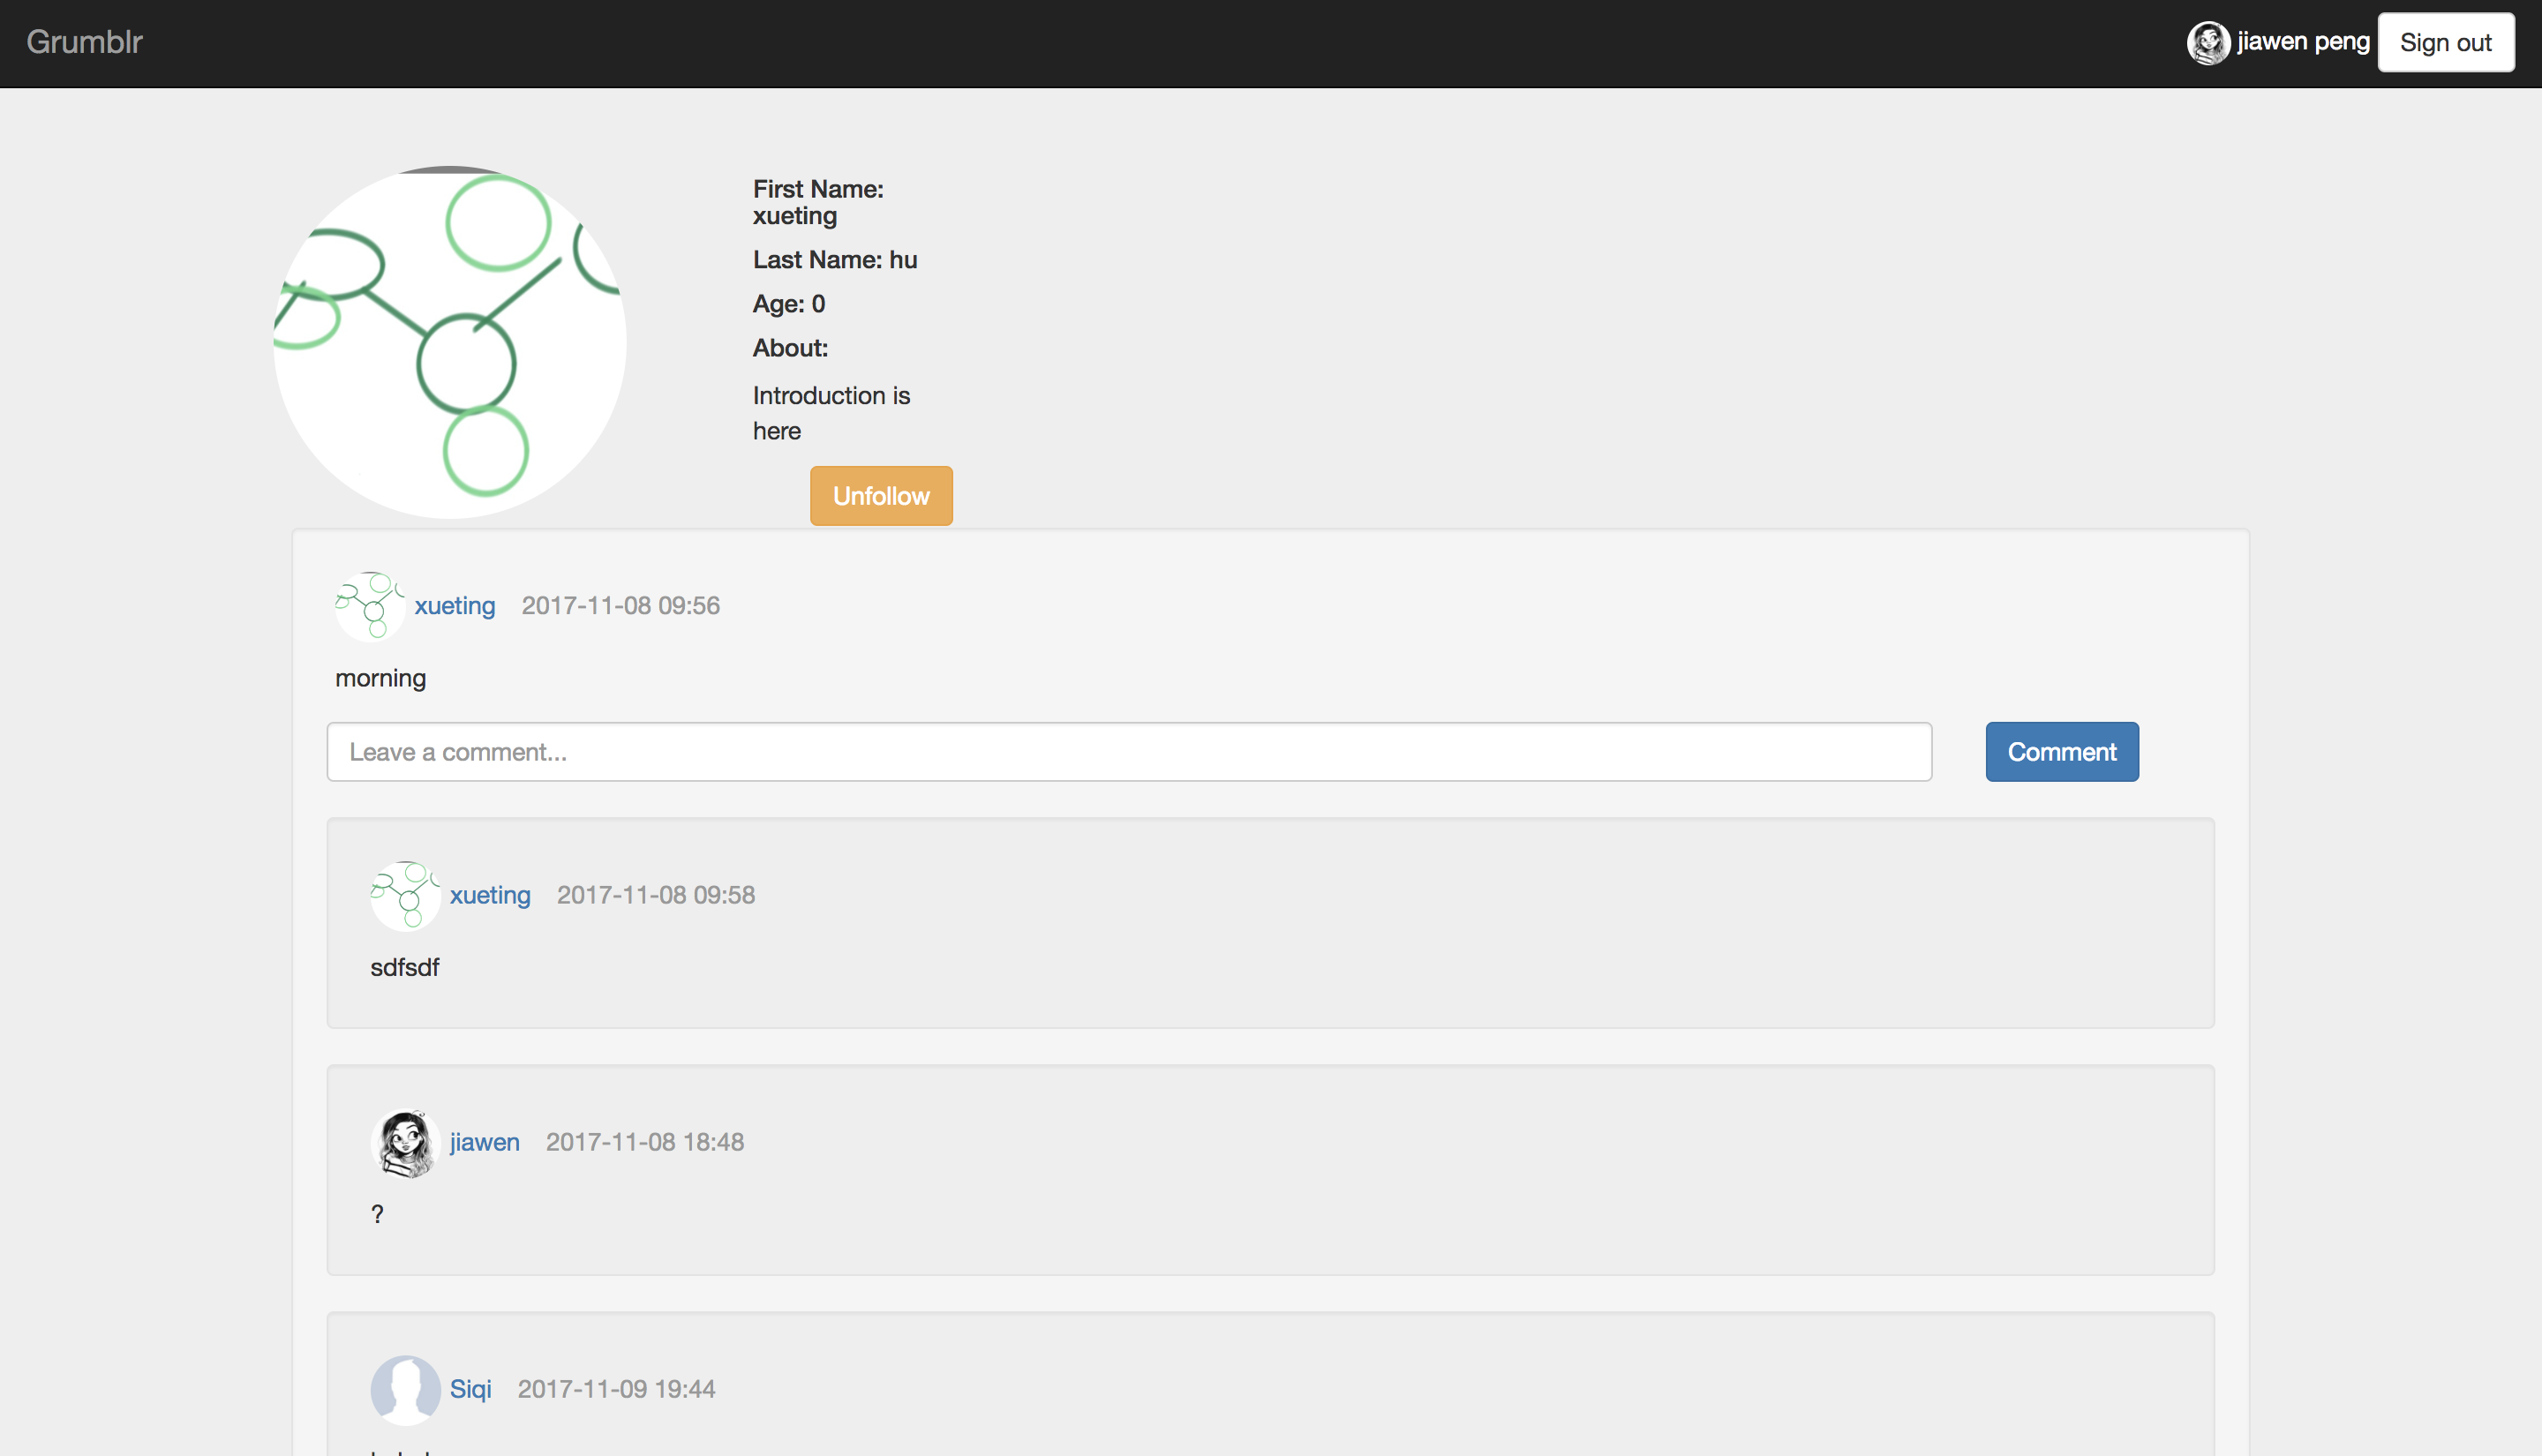 Grumblr
jiawen peng
Sign out
First Name:
xueting
Last Name: hu
Age: 0
About:
Introduction is
here
Unfollow
xueting 2017-11-08 09:56
morning
Leave a comment...
Comment
xueting 2017-11-08 09:58
sdfsdf
jiawen 2017-11-08 18:48
?
Siqi 2017-11-09 19:44